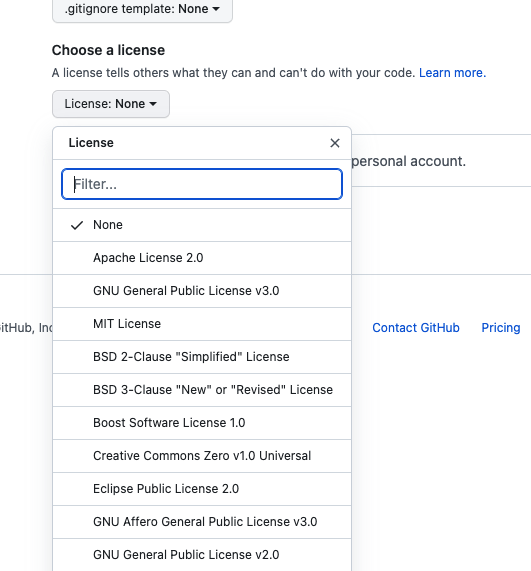 .gitignore template: None
Choose a license
A license tells others what they can and can't do with your code. Learn more.
License: None
License
personal account.
Filter...
None
Apache License 2.0
GNU General Public License v3.0
MIT License
itHub, Inc
Contact GitHub
Pricing
BSD 2-Clause "Simplified" License
BSD 3-Clause "New" or "Revised" License
Boost Software License 1.0
Creative Commons Zero v1.0 Universal
Eclipse Public License 2.0
GNU Affero General Public License v3.0
GNU General Public License v2.0